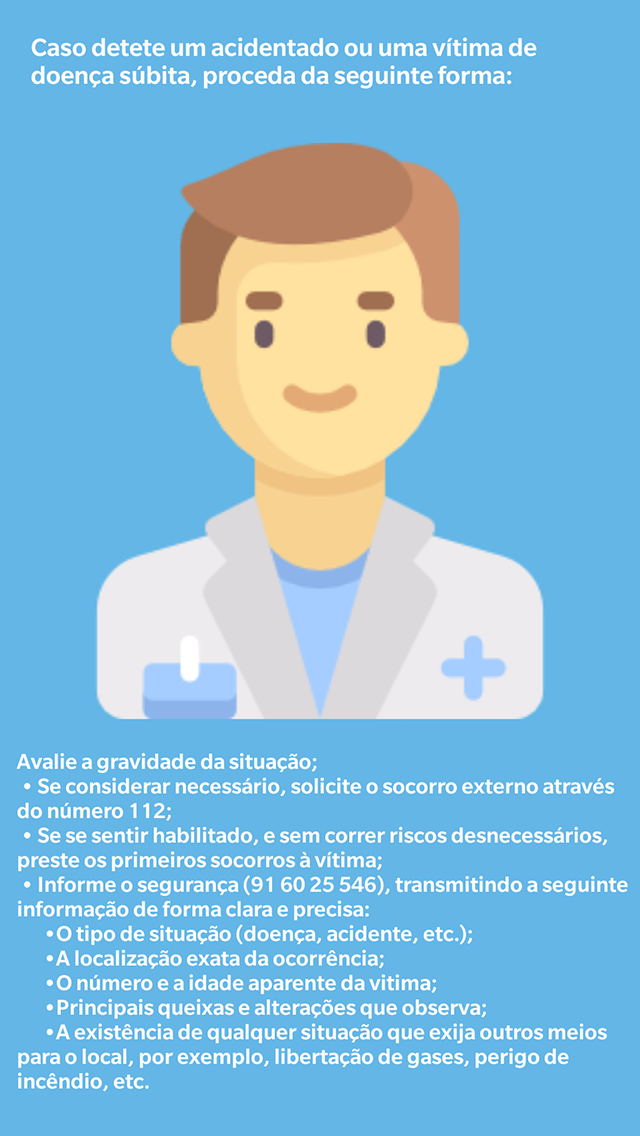 Caso detete um acidentado ou uma vítima de
doença súbita, proceda da seguinte forma:
Avalie a gravidade da situação;
• Se considerar necessário, solicite o socorro externo através
do número 112;
• Se se sentir habilitado, e sem correr riscos desnecessários,
preste os primeiros socorros à vítima;
• Informe o segurança (91 60 25 546), transmitindo a seguinte
informação de forma clara e precisa:
•O tipo de situação (doença, acidente, etc.);
•A localização exata da ocorrência;
•O número e a idade aparente da vitima;
•Principais queixas e alterações que observa;
•A existência de qualquer situação que exija outros meios
para o local, por exemplo, libertação de gases, perigo de
incêndio, etc.